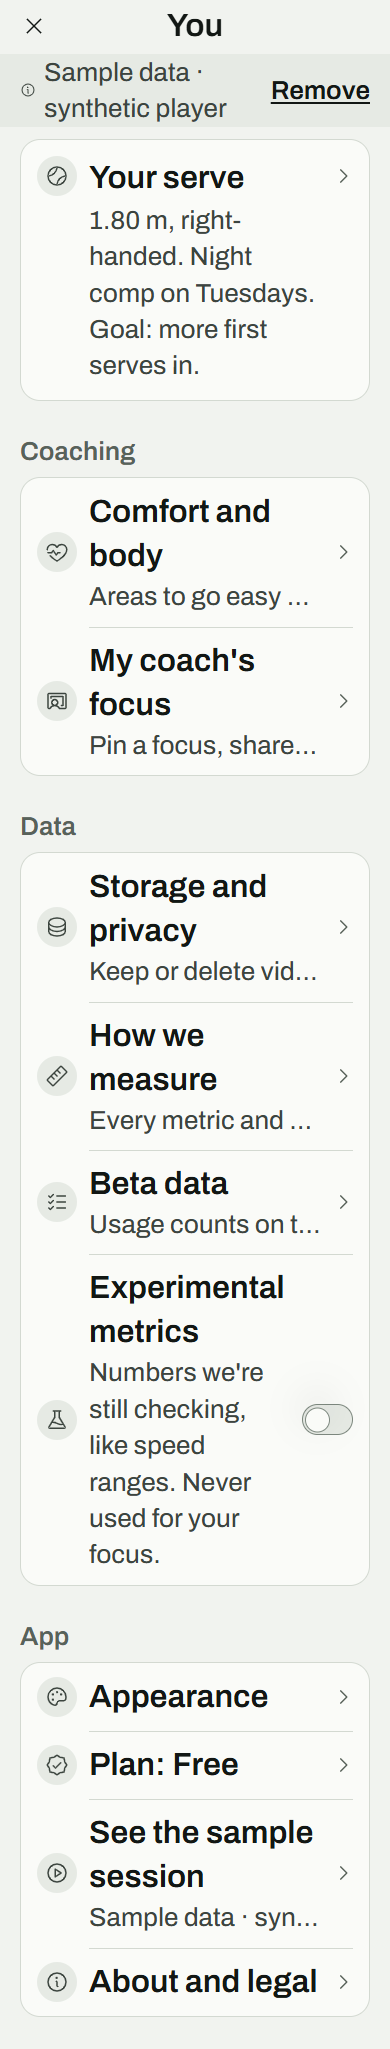 You
Sample data ·
synthetic player
Remove
Your serve
1.80 m, right-
handed. Night
comp on Tuesdays.
Goal: more first
serves in.
Coaching
Comfort and
body
Areas to go easy ...
My coach's
focus
Pin a focus, share...
Data
Storage and
privacy
Keep or delete vid...
How we
measure
Every metric and ...
Beta data
Usage counts on t...
Experimental
metrics
Numbers we're
still checking,
like speed
ranges. Never
used for your
focus.
App
Appearance
Plan: Free
See the sample
session
Sample data · syn...
About and legal